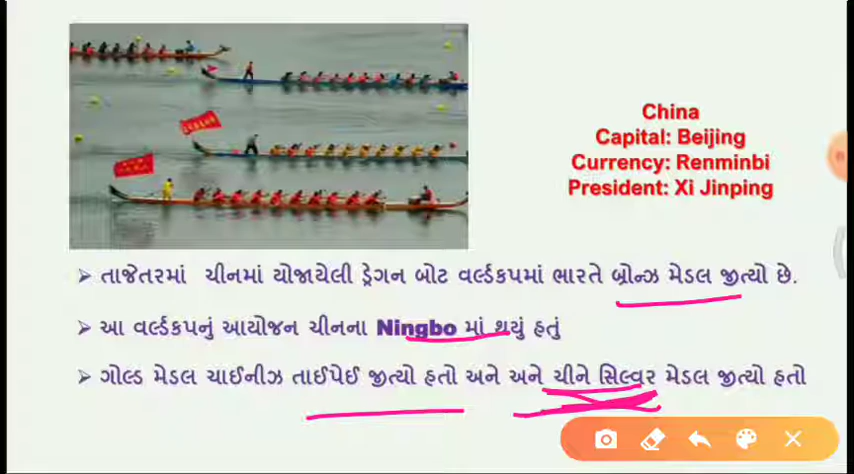 China
Capital: Beijing
Currency: Renminbi
President: Xi Jinping
➢ તાજેતરમાં ચીનમાં યોજાયેલી ડ્રેગન બોટ વર્લ્ડકપમાં ભારતે બ્રોન્ઝ મેડલ જીત્યો છે.
➢ આ વર્લ્ડકપનું આયોજન ચીનના Ningbo માં થયું હતું
➢ ગોલ્ડ મેડલ ચાઈનીઝ તાઈપેઈ જીત્યો હતો અને અને ચીને સિલ્વર મેડલ જીત્યો હતો